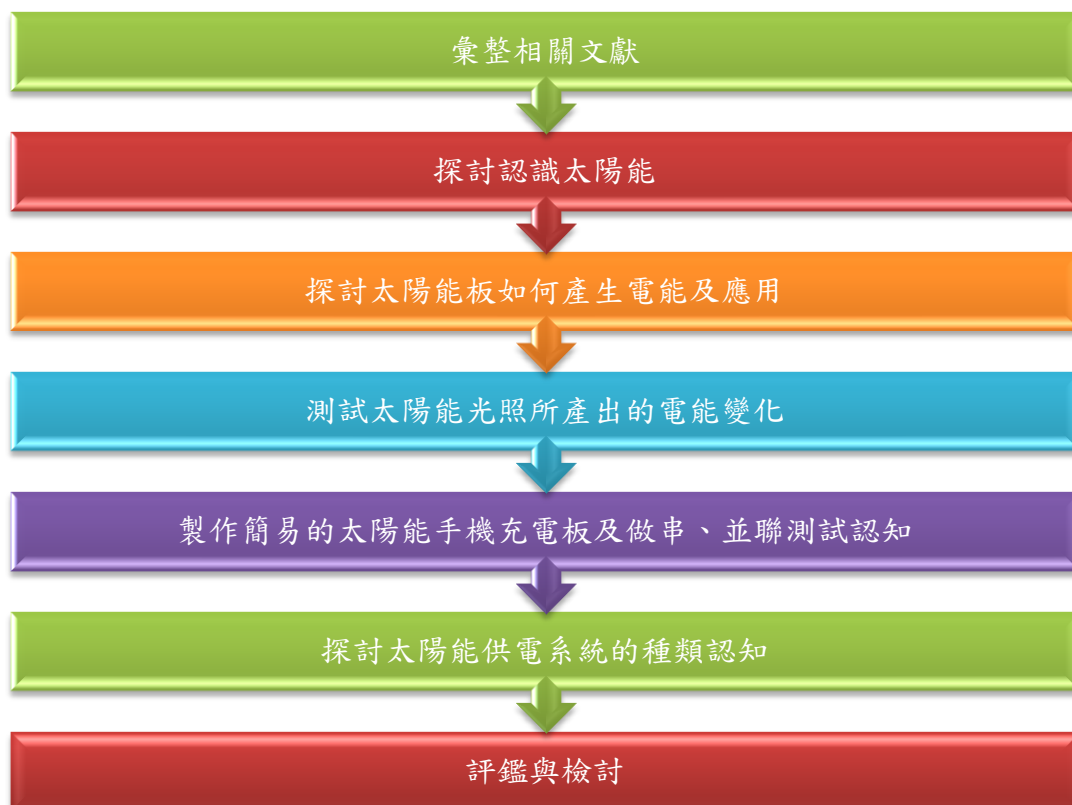 彙整相關文獻
探討認識太陽能
探討太陽能板如何產生電能及應用
測試太陽能光照所產出的電能變化
製作簡易的太陽能手機充電板及做串、並聯測試認知
探討太陽能供電系統的種類認知
評鑑與檢討